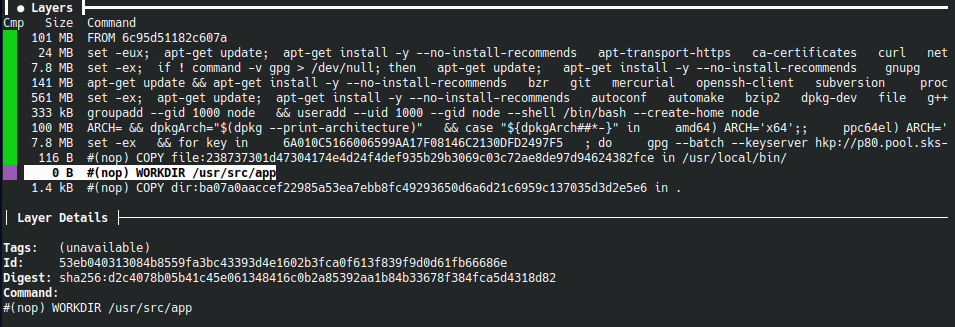 ● Layers
Cmp Size Command
101 MB FROM 6c95d51182c607a
24 MB set -eux; apt-get update; apt-get install -y --no-install-recommends apt-transport-https ca-certificates curl net
7.8 MB set -ex; if ! command -v gpg > /dev/null; then apt-get update; apt-get install -y --no-install-recommends gnupg
141 MB apt-get update && apt-get install -y --no-install-recommends bzr git mercurial openssh-client subversion proc
561 MB set -ex; apt-get update; apt-get install -y --no-install-recommends autoconf automake bzip2 dpkg-dev file g++
333 kB groupadd --gid 1000 node && useradd --uid 1000 --gid node --shell /bin/bash --create-home node
100 MB ARCH= && dpkgArch="$(dpkg --print-architecture)" && case "${dpkgArch##*-}" in amd64) ARCH='x64';; ppc64el) ARCH='
7.8 MB set -ex && for key in 6A010C5166006599AA17F08146C2130DFD2497F5 ; do gpg --batch --keyserver hkp://p80.pool.sks-
116 B #(nop) COPY file:238737301d47304174e4d24f4def935b29b3069c03c72ae8de97d94624382fce in /usr/local/bin/
0 B #(nop) WORKDIR /usr/src/app
1.4 kB #(nop) COPY dir:ba07a0aaccef22985a53ea7ebb8fc49293650d6a6d21c6959c137035d3d2e5e6 in .
Layer Details
Tags: (unavailable)
Id: 53eb040313084b8559fa3bc43393d4e1602b3fca0f613f839f9d0d61fb66686e
Digest: sha256:d2c4078b05b41c45e061348416c0b2a85392aa1b84b33678f384fca5d4318d82
Command:
#(nop) WORKDIR /usr/src/app